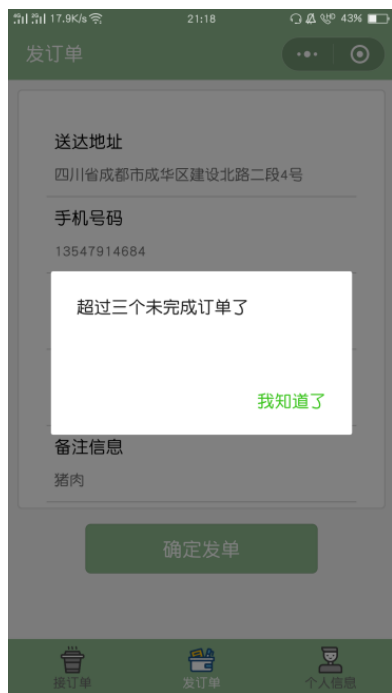 17.9K/s 21:18 43%
发订单
送达地址
四川省成都市成华区建设北路二段4号
手机号码
13547914684
超过三个未完成订单了
我知道了
备注信息
猪肉
确定发单
接订单 发订单 个人信息